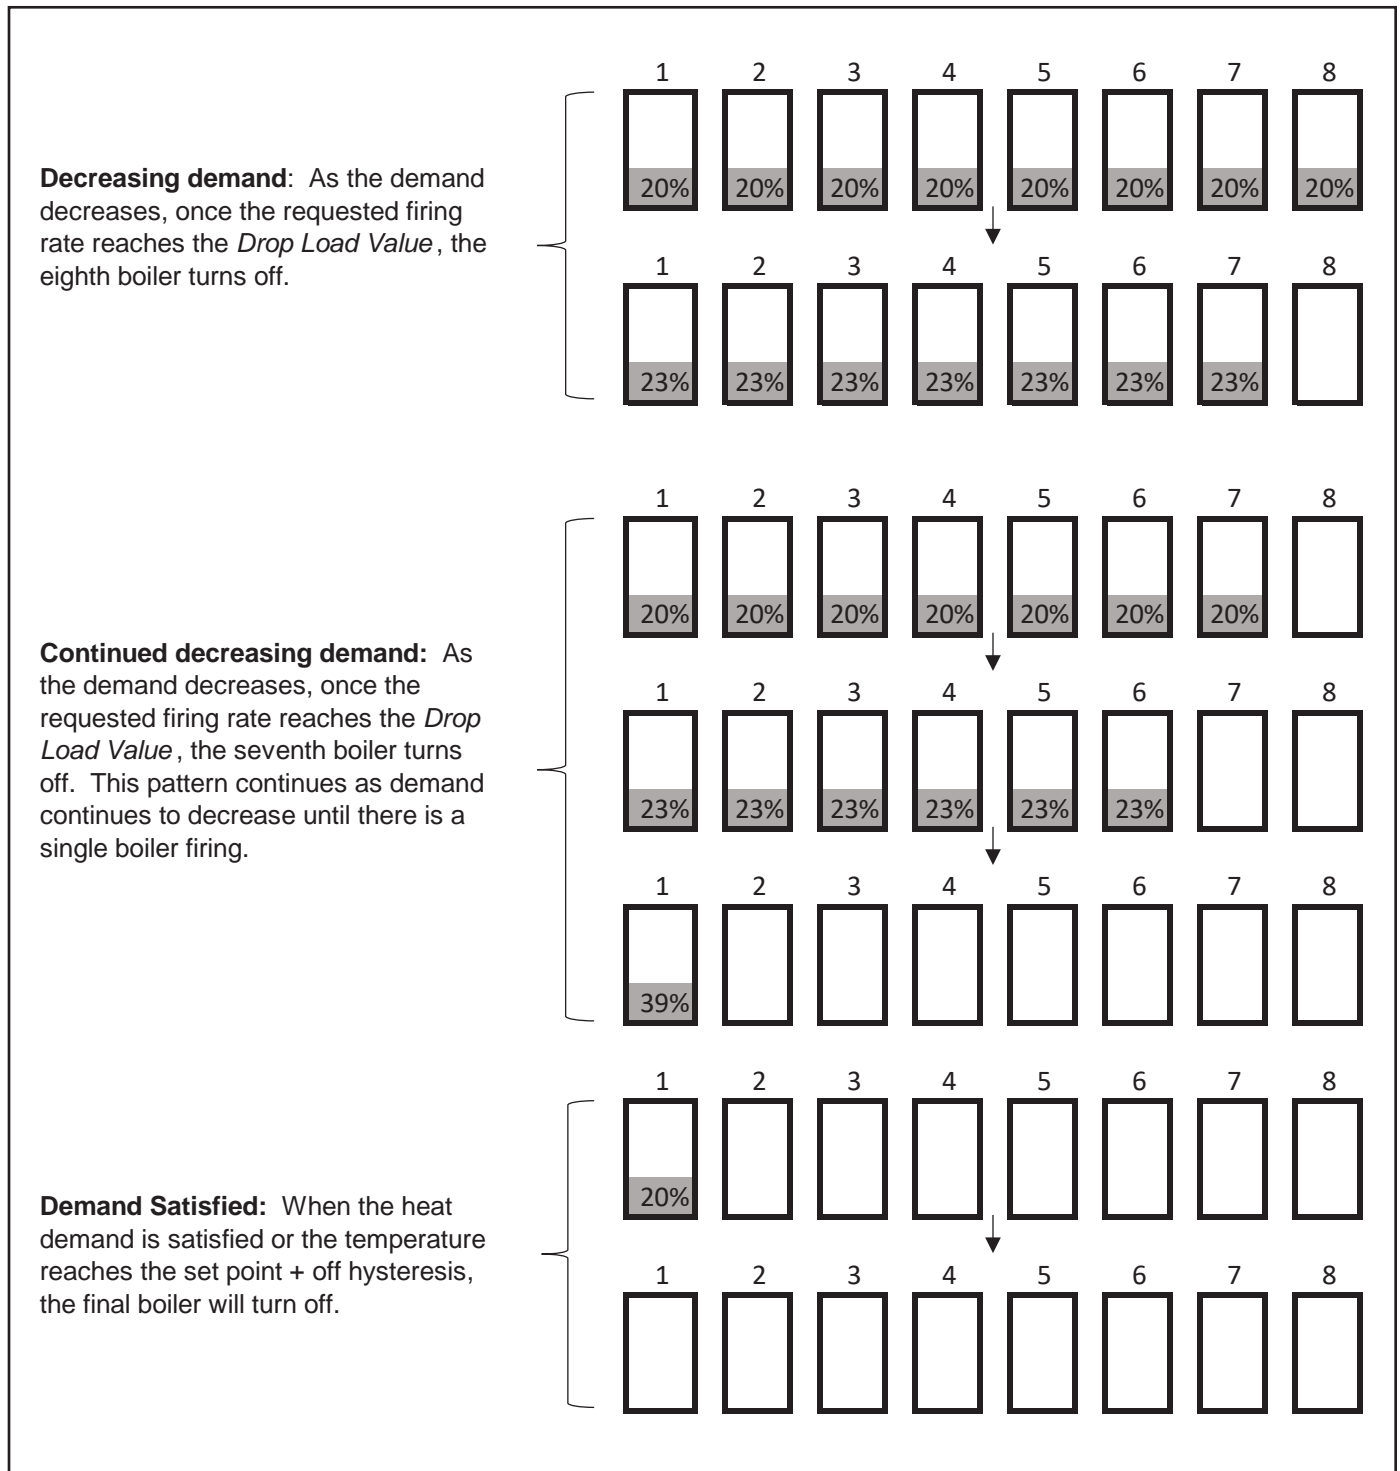 1 2 3 4 5 6 7 8
20% 20% 20% 20% 20% 20% 20% 20%
Decreasing demand: As the demand
decreases, once the requested firing
rate reaches the Drop Load Value, the
eighth boiler turns off.
1 2 3 4 5 6 7 8
23% 23% 23% 23% 23% 23% 23%
1 2 3 4 5 6 7 8
20% 20% 20% 20% 20% 20% 20%
Continued decreasing demand: As
the demand decreases, once the
requested firing rate reaches the Drop
Load Value, the seventh boiler turns
off. This pattern continues as demand
continues to decrease until there is a
single boiler firing.
1 2 3 4 5 6 7 8
23% 23% 23% 23% 23% 23%
1 2 3 4 5 6 7 8
39%
1 2 3 4 5 6 7 8
20%
Demand Satisfied: When the heat
demand is satisfied or the temperature
reaches the set point + off hysteresis,
the final boiler will turn off.
1 2 3 4 5 6 7 8